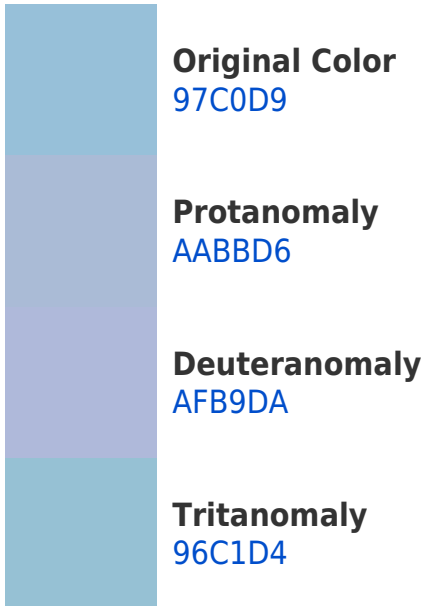 Original Color
97C0D9
Protanomaly
AABBD6
Deuteranomaly
AFB9DA
Tritanomaly
96C1D4